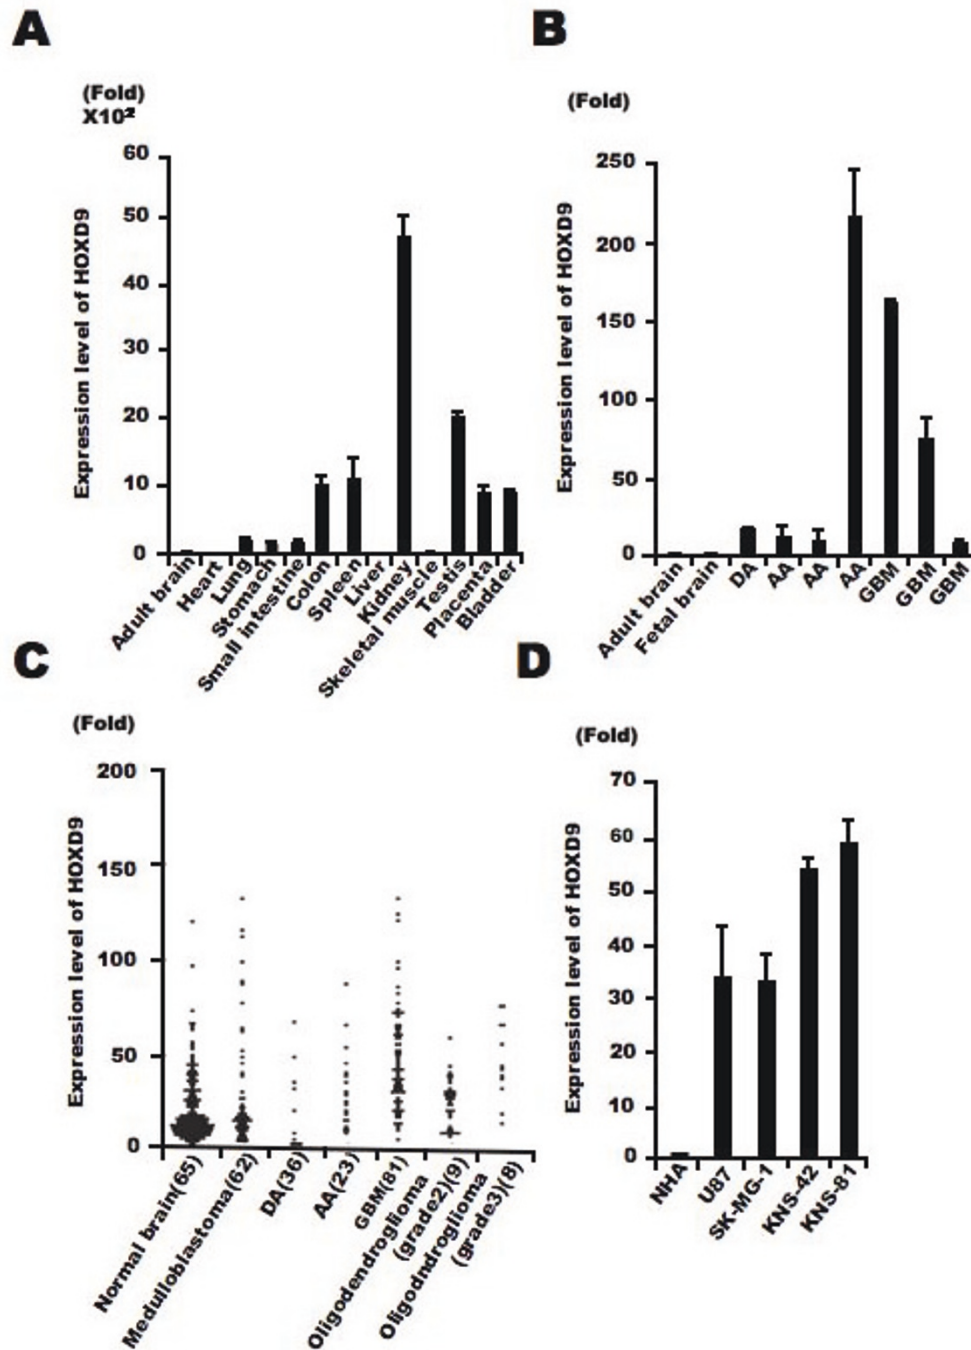 A
(Fold)
X10²
Expression level of HOXD9
60
50
40
30
20
10
0
Adult brain
Heart
Lung
Stomach
Small intestine
Colon
Spleen
Liver
Kidney
Skeletal muscle
Testis
Placenta
Bladder
B
(Fold)
Expression level of HOXD9
250
200
150
100
50
0
Adult brain
Fetal brain
DA
AA
AA
AA
GBM
GBM
GBM
C
(Fold)
Expression level of HOXD9
200
150
100
50
0
Normal brain(65)
Medulloblastoma(62)
DA(36)
AA(23)
GBM(81)
Oligodendroglioma
(grade2)(9)
Oligodndroglioma
(grade3)(8)
D
(Fold)
Expression level of HOXD9
70
60
50
40
30
20
10
0
NHA
U87
SK-MG-1
KNS-42
KNS-81